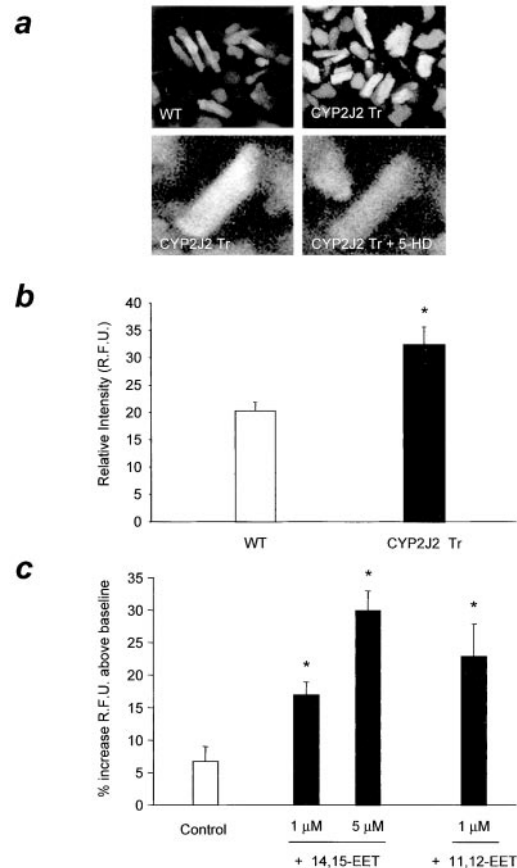 a
WT
CYP2J2 Tr
CYP2J2 Tr
CYP2J2 Tr + 5-HD
b
Relative Intensity (R.F.U.)
40
35
30
25
20
15
10
5
0
*
WT
CYP2J2 Tr
c
% increase R.F.U. above baseline
35
30
25
20
15
10
5
0
*
*
*
Control
1 μM
5 μM
1 μM
+ 14,15-EET
+ 11,12-EET